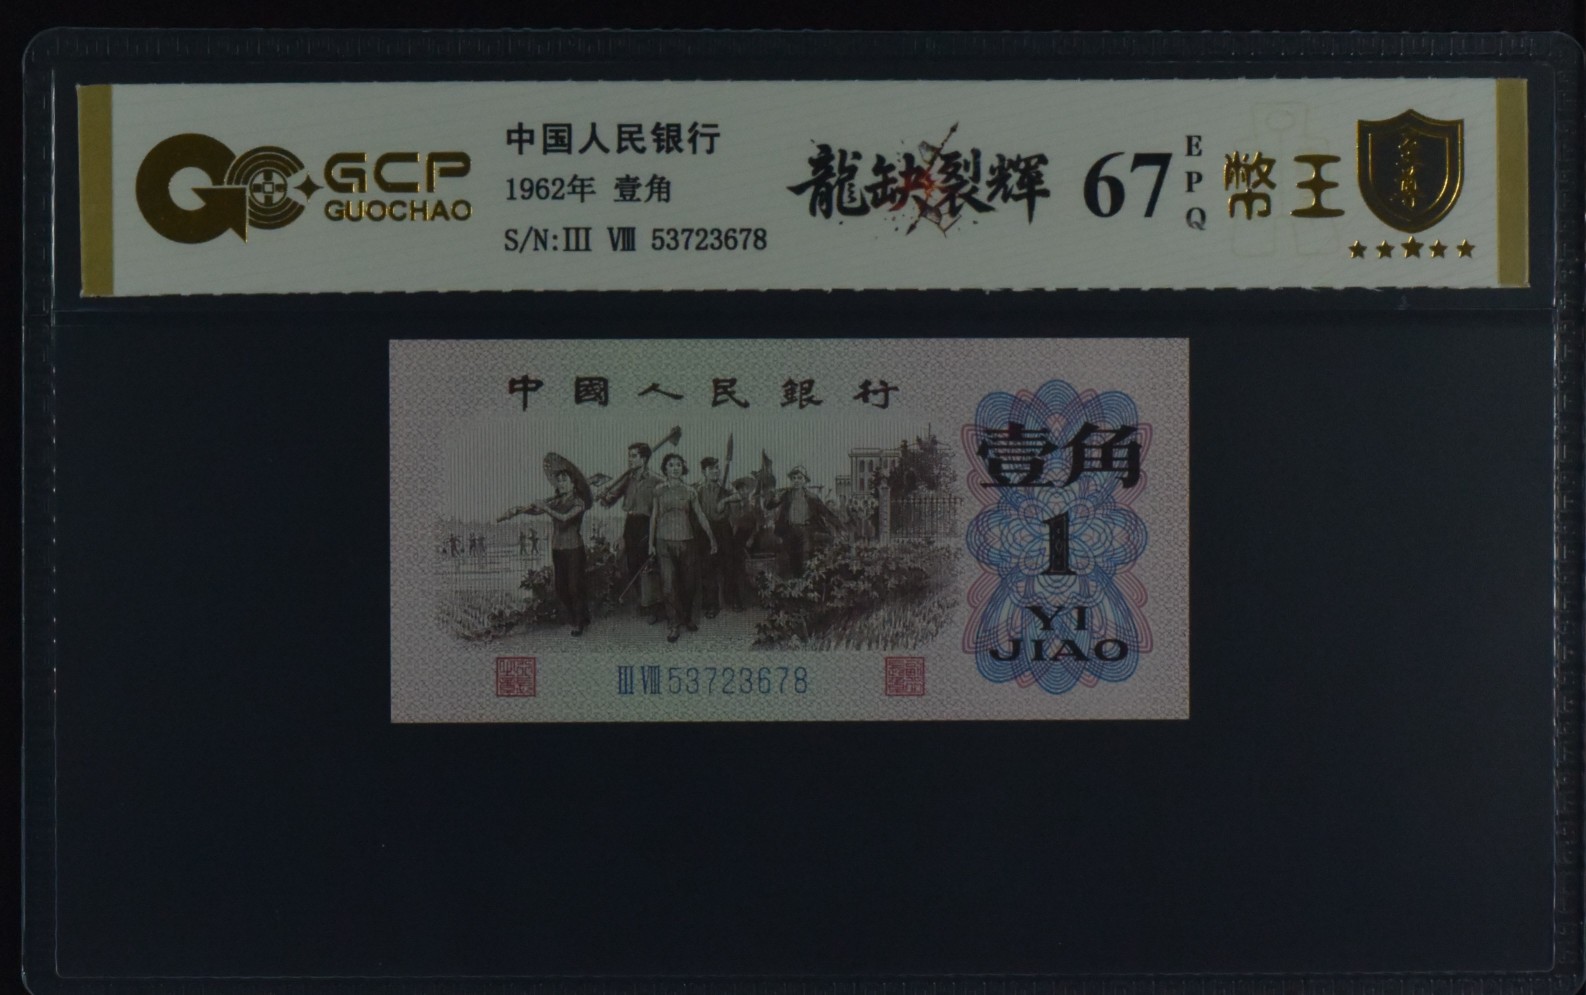 GCP
GUOCHAO
中国人民银行
1962年 壹角
S/N:III VIII 53723678
龍缺裂輝
67
EPQ
幣王
中國人民銀行
壹角
1
YI
JIAO
III VIII 53723678